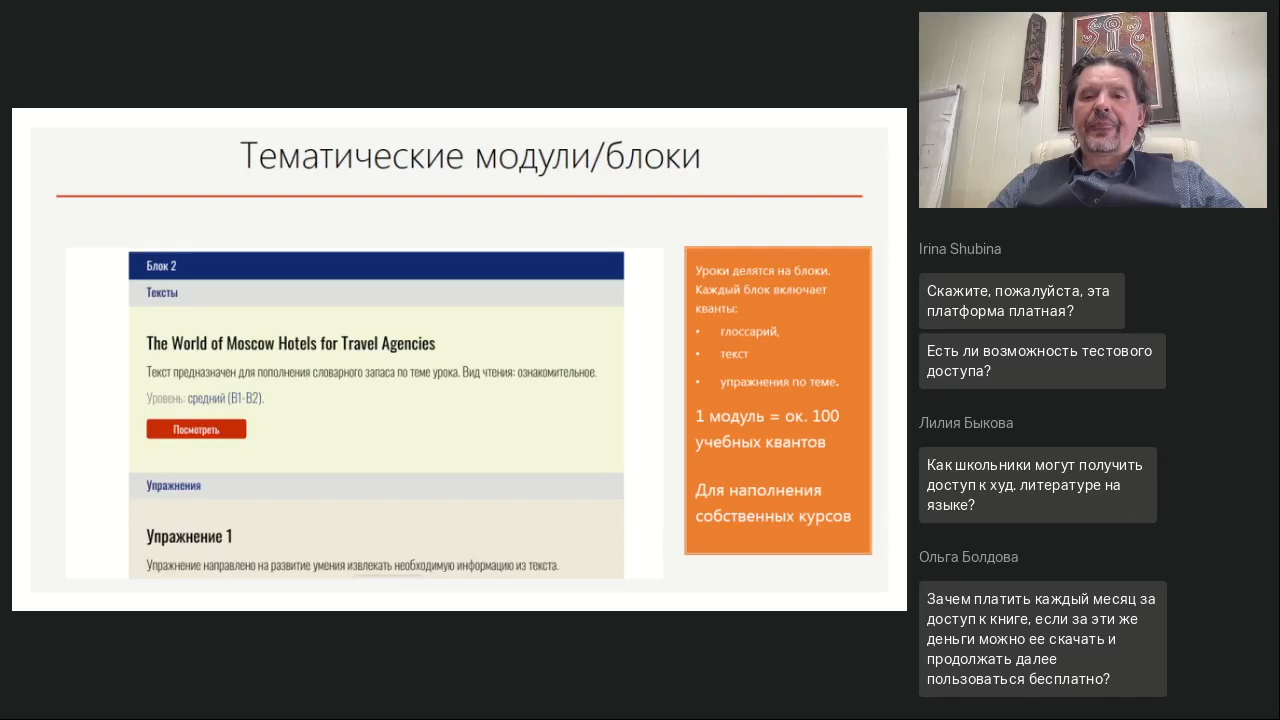 Тематические модули/блоки
Блок 2
Тексты
The World of Moscow Hotels for Travel Agencies
Текст предназначен для пополнения словарного запаса по теме урока. Вид чтения: ознакомительное.
Уровень: средний (B1-B2).
Посмотреть
Упражнения
Упражнение 1
Упражнение направлено на развитие умения извлекать необходимую информацию из текста.
Уроки делятся на блоки.
Каждый блок включает
кванты:
• глоссарий,
• текст
• упражнения по теме.
1 модуль = ок. 100
учебных квантов
Для наполнения
собственных курсов
Irina Shubina
Скажите, пожалуйста, эта
платформа платная?
Есть ли возможность тестового
доступа?
Лилия Быкова
Как школьники могут получить
доступ к худ. литературе на
языке?
Ольга Болдова
Зачем платить каждый месяц за
доступ к книге, если за эти же
деньги можно ее скачать и
продолжать далее
пользоваться бесплатно?